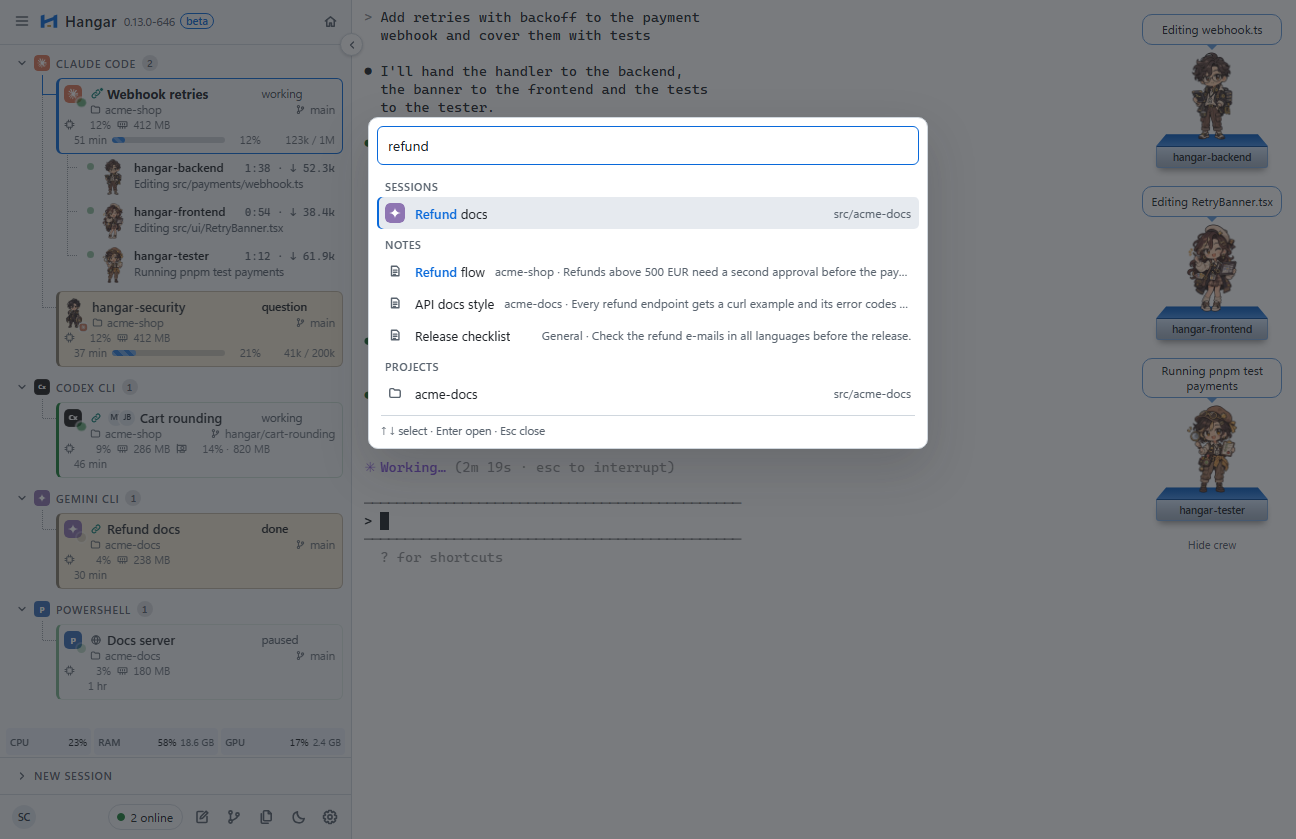 Hangar 0.13.0-646 beta
CLAUDE CODE 2
Webhook retries working
acme-shop main
12% 412 MB
51 min 12% 123k / 1M
hangar-backend 1:38 · ↓ 52.3k
Editing src/payments/webhook.ts
hangar-frontend 0:54 · ↓ 38.4k
Editing src/ui/RetryBanner.tsx
hangar-tester 1:12 · ↓ 61.9k
Running pnpm test payments
hangar-security question
acme-shop main
12% 412 MB
37 min 21% 41k / 200k
Cx CODEX CLI 1
Cx M JB Cart rounding working
acme-shop hangar/cart-rounding
9% 286 MB 14% · 820 MB
46 min
GEMINI CLI 1
Refund docs done
acme-docs main
4% 238 MB
30 min
P POWERSHELL 1
P Docs server paused
acme-docs main
3% 180 MB
1 hr
CPU 23% RAM 58% 18.6 GB GPU 17% 2.4 GB
NEW SESSION
SC 2 online
> Add retries with backoff to the payment
webhook and cover them with tests
● I'll hand the handler to the backend,
the banner to the frontend and the tests
to the tester.
refund
SESSIONS
Refund docs src/acme-docs
NOTES
Refund flow acme-shop · Refunds above 500 EUR need a second approval before the pay...
API docs style acme-docs · Every refund endpoint gets a curl example and its error codes ...
Release checklist General · Check the refund e-mails in all languages before the release.
PROJECTS
acme-docs src/acme-docs
↑↓ select · Enter open · Esc close
✳ Working… (2m 19s · esc to interrupt)
>
? for shortcuts
Editing webhook.ts
hangar-backend
Editing RetryBanner.tsx
hangar-frontend
Running pnpm test
payments
hangar-tester
Hide crew